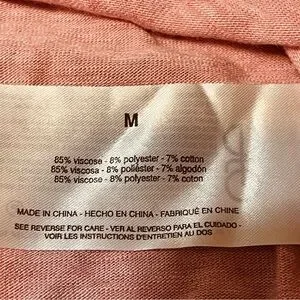 M
85% viscose - 8% polyester - 7% cotton
85% viscosa - 8% poliéster - 7% algodón
85% viscose - 8% polyester - 7% coton
MADE IN CHINA - HECHO EN CHINA - FABRIQUÉ EN CHINE
SEE REVERSE FOR CARE - VER AL REVERSO PARA EL CUIDADO -
VOIR LES INSTRUCTIONS D'ENTRETIEN AU DOS